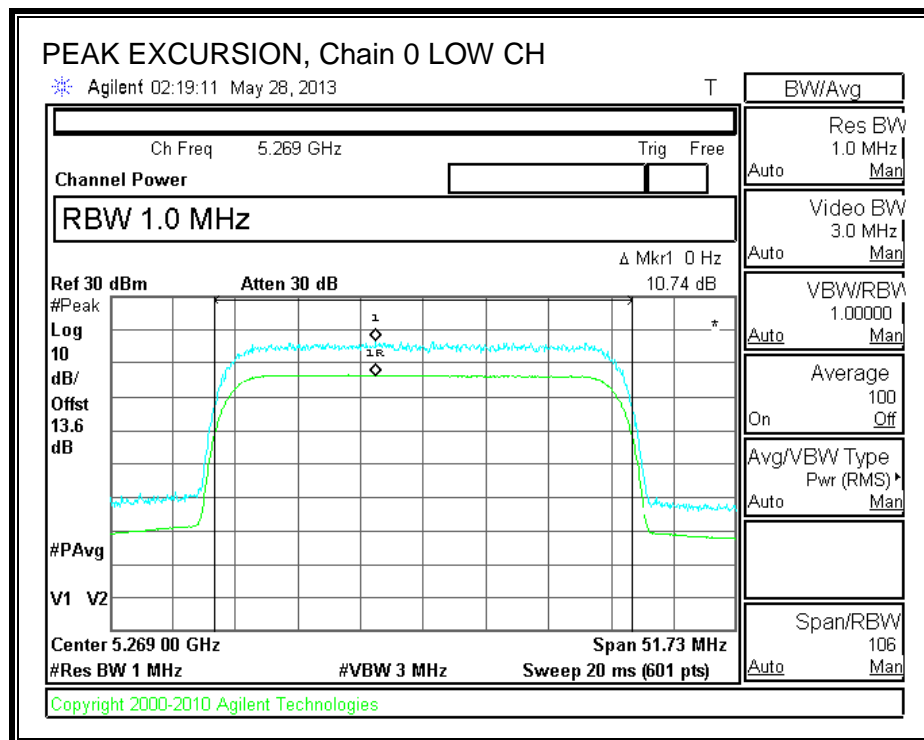 PEAK EXCURSION, Chain 0 LOW CH
Agilent 02:19:11 May 28, 2013 T
Ch Freq 5.269 GHz Trig Free
Channel Power
RBW 1.0 MHz
Δ Mkr1 0 Hz
10.74 dB
Ref 30 dBm Atten 30 dB
#Peak
Log
10
dB/
Offst
13.6
dB
1
1R
*
#PAvg
V1 V2
Center 5.269 00 GHz Span 51.73 MHz
#Res BW 1 MHz #VBW 3 MHz Sweep 20 ms (601 pts)
Copyright 2000-2010 Agilent Technologies
BW/Avg
Res BW
1.0 MHz
Auto Man
Video BW
3.0 MHz
Auto Man
VBW/RBW
1.00000
Auto Man
Average
100
On Off
Avg/VBW Type
Pwr (RMS)
Auto Man
Span/RBW
106
Auto Man